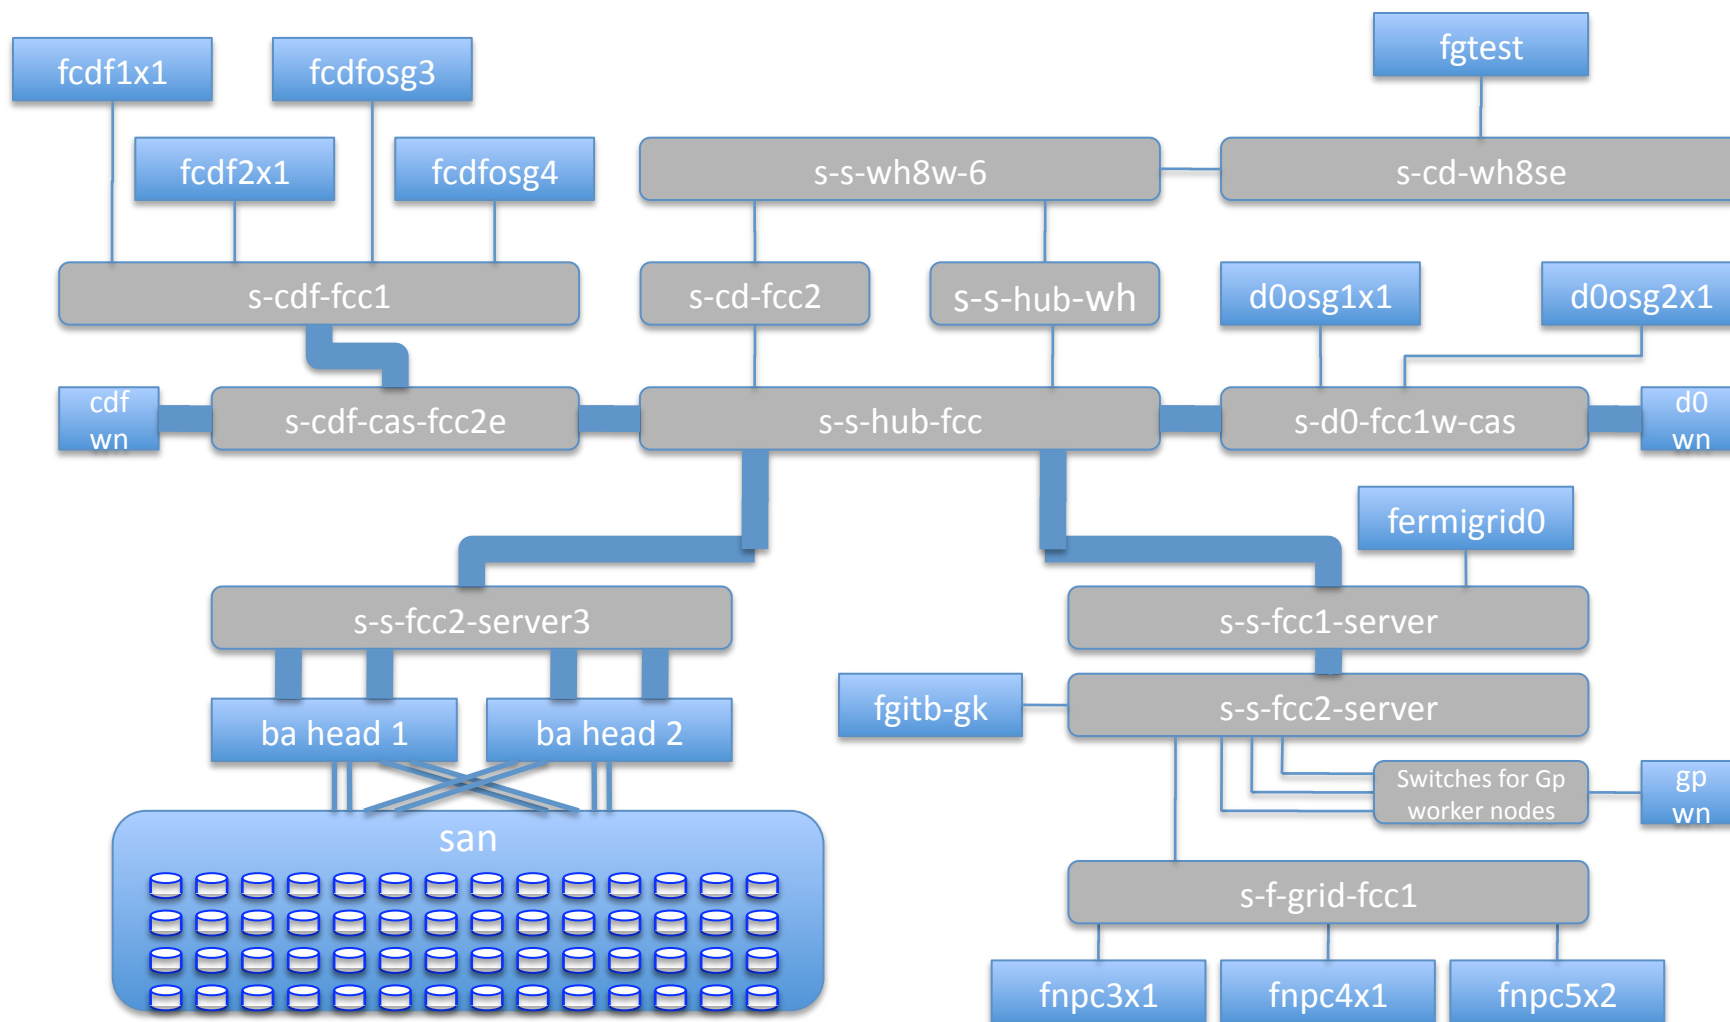 fcdf1x1
fcdfosg3
fgtest
fcdf2x1
fcdfosg4
s-s-wh8w-6
s-cd-wh8se
s-cdf-fcc1
s-cd-fcc2
s-s-hub-wh
d0osg1x1
d0osg2x1
cdf
wn
s-cdf-cas-fcc2e
s-s-hub-fcc
s-d0-fcc1w-cas
d0
wn
fermigrid0
s-s-fcc2-server3
s-s-fcc1-server
fgitb-gk
s-s-fcc2-server
ba head 1
ba head 2
Switches for Gp
worker nodes
gp
wn
san
s-f-grid-fcc1
fnpc3x1
fnpc4x1
fnpc5x2